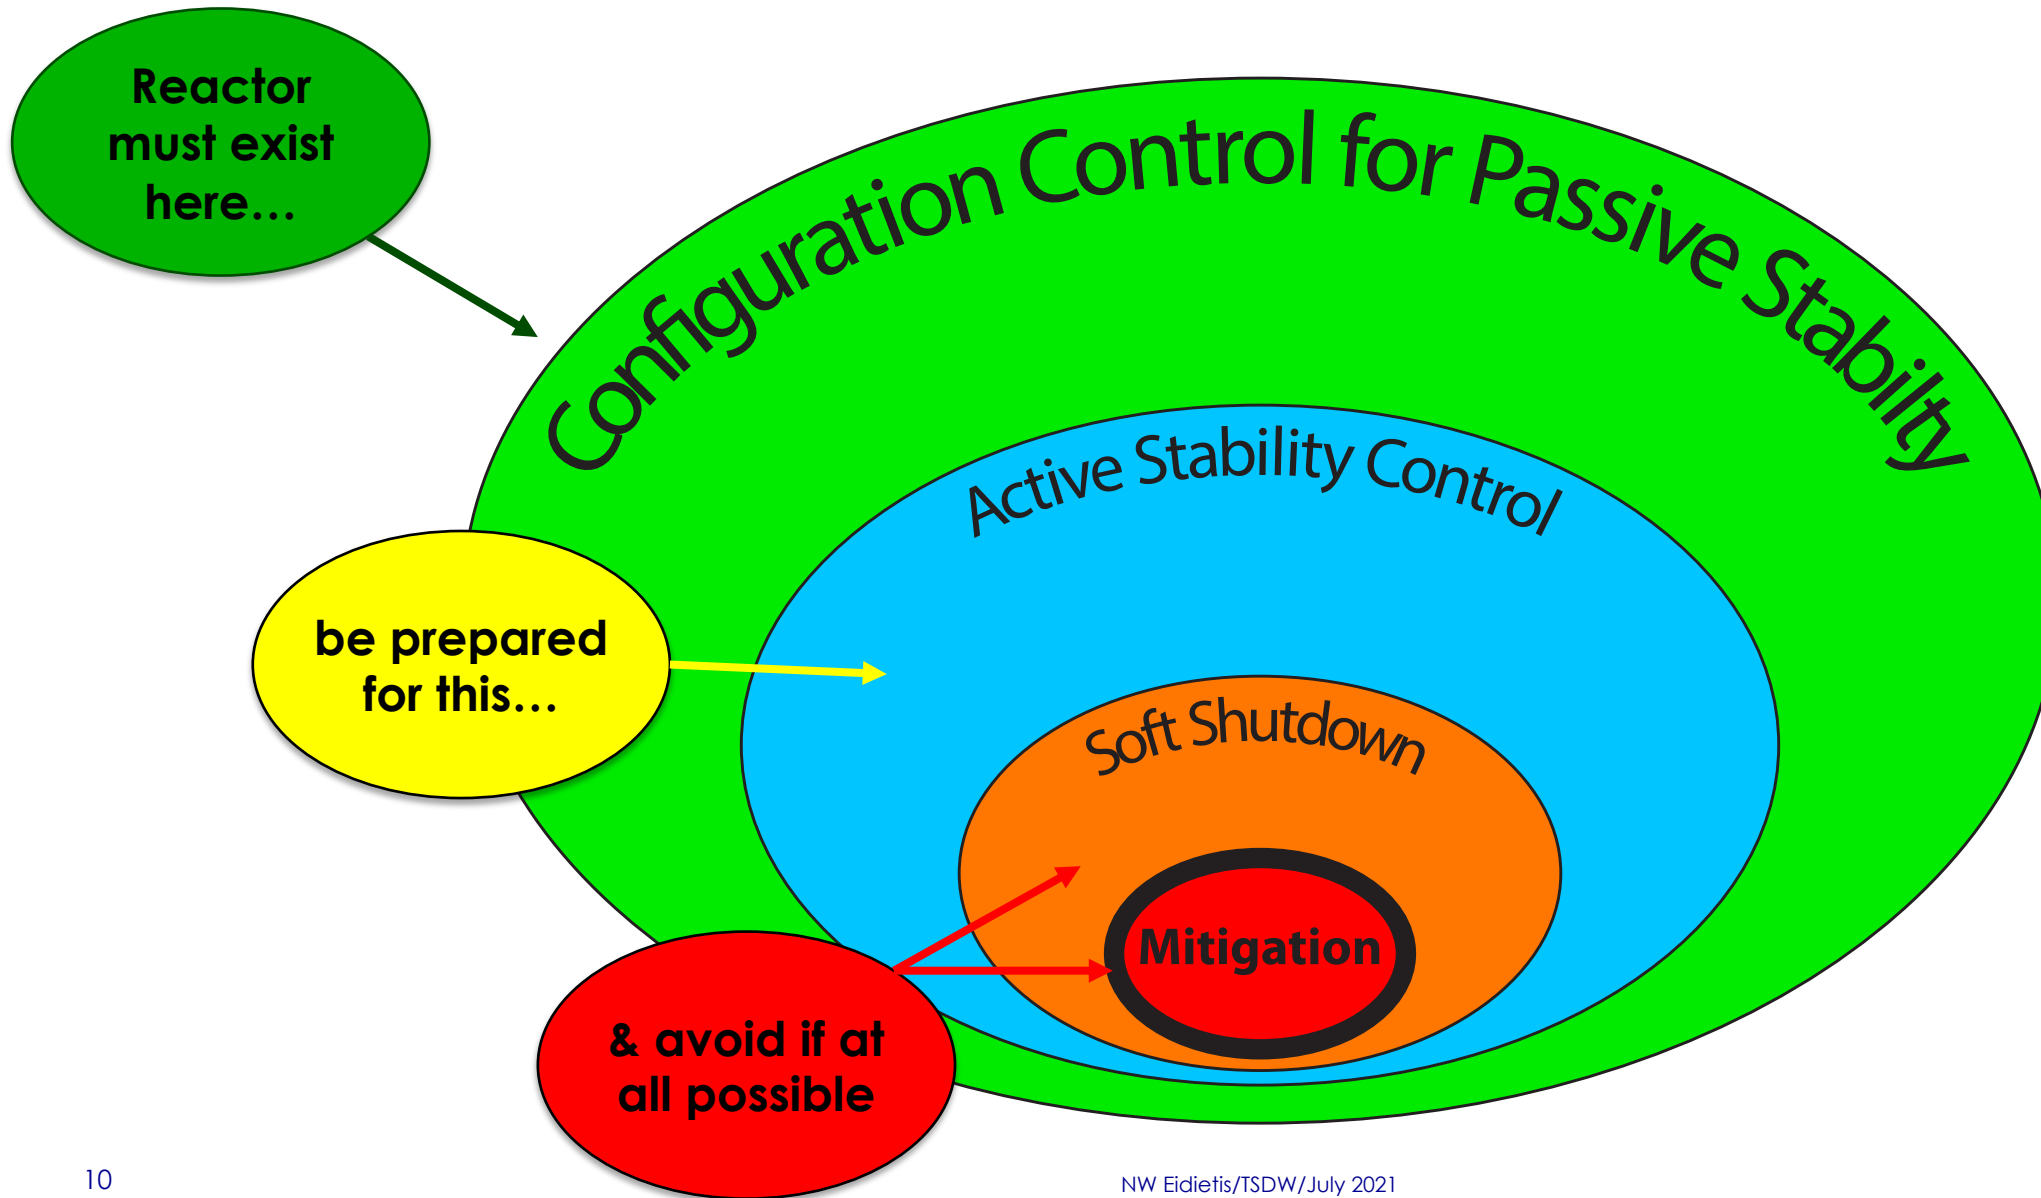 Reactor
must exist
here…
Configuration Control for Passive Stabilty
Active Stability Control
be prepared
for this…
Soft Shutdown
Mitigation
& avoid if at
all possible
10
NW Eidietis/TSDW/July 2021